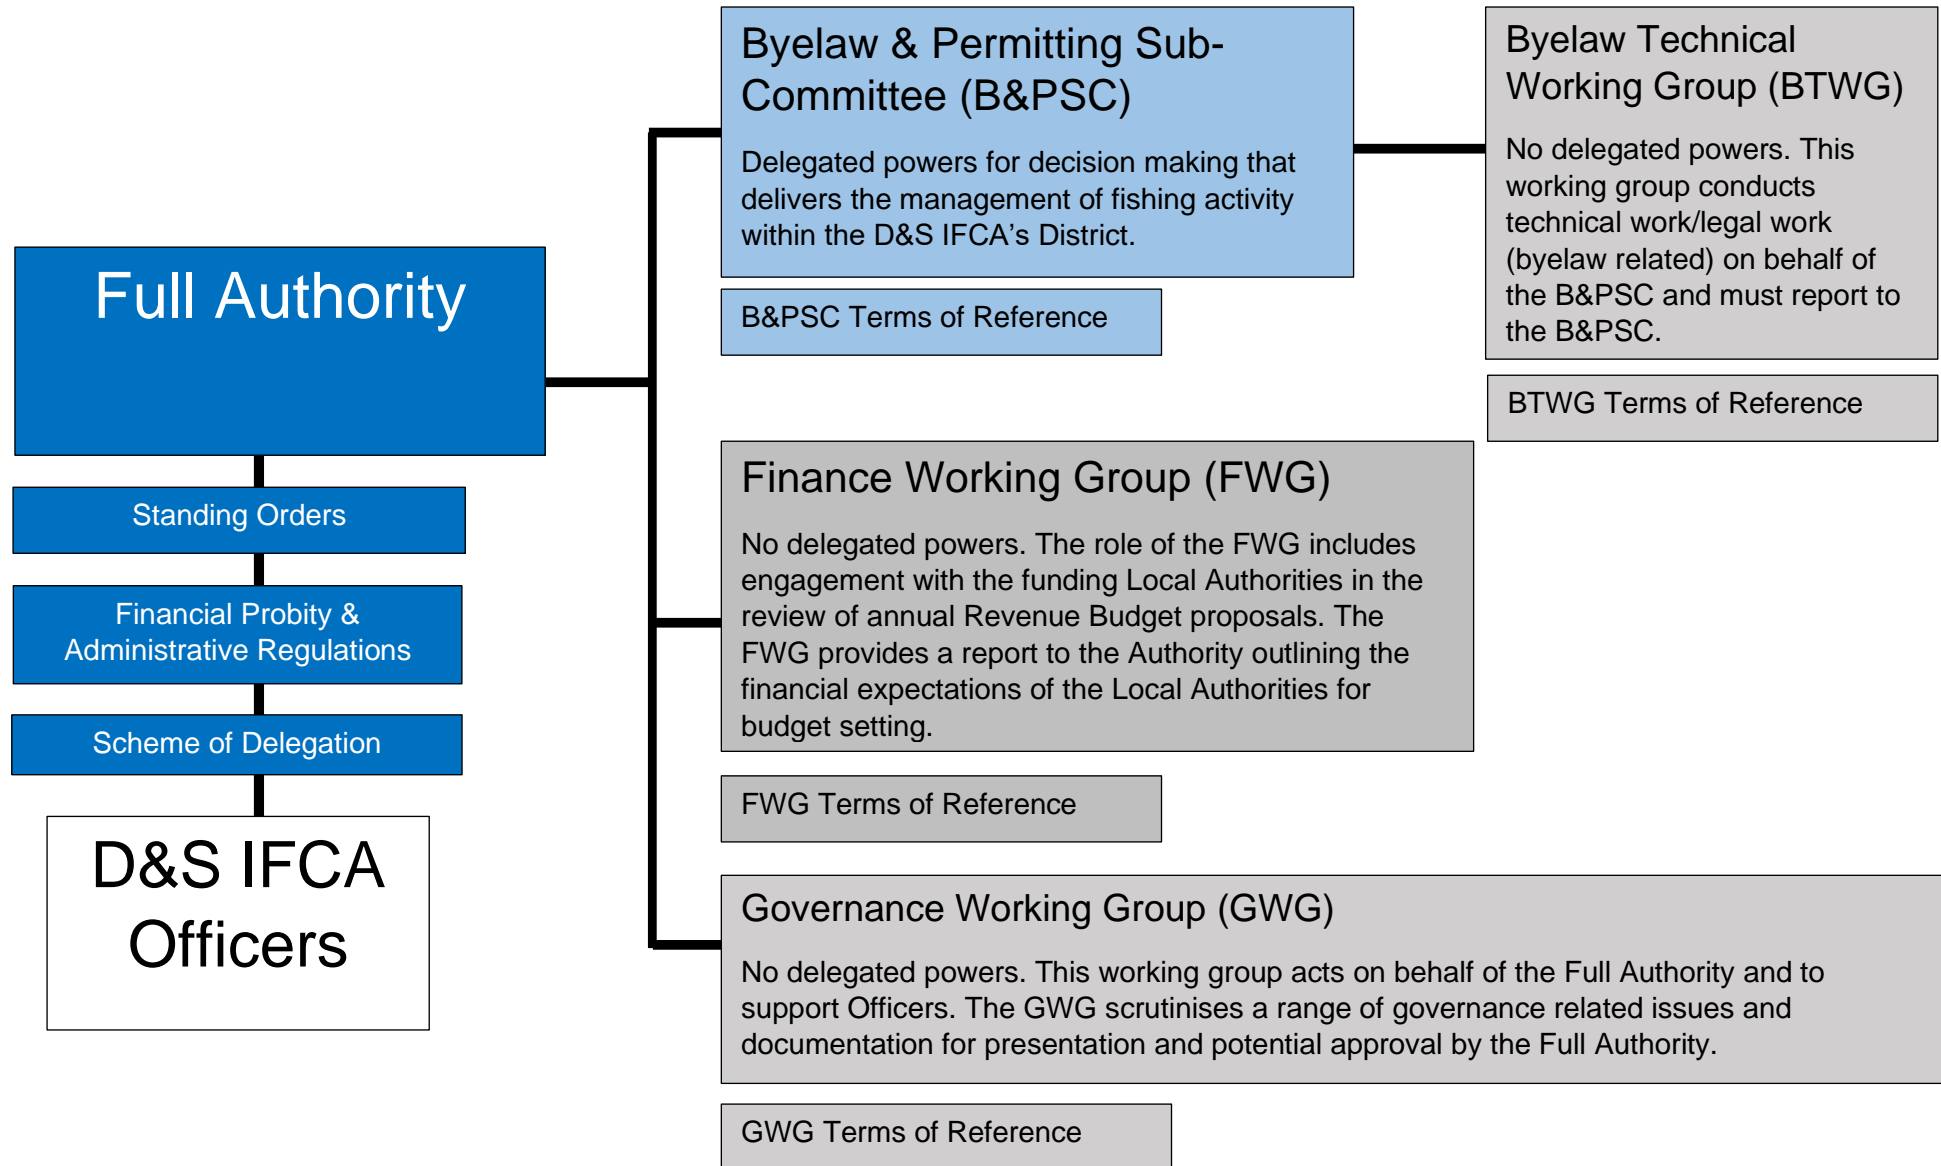 Full Authority
Standing Orders
Financial Probity &
Administrative Regulations
Scheme of Delegation
D&S IFCA
Officers
Byelaw & Permitting Sub-
Committee (B&PSC)
Delegated powers for decision making that
delivers the management of fishing activity
within the D&S IFCA’s District.
B&PSC Terms of Reference
Byelaw Technical
Working Group (BTWG)
No delegated powers. This
working group conducts
technical work/legal work
(byelaw related) on behalf of
the B&PSC and must report to
the B&PSC.
BTWG Terms of Reference
Finance Working Group (FWG)
No delegated powers. The role of the FWG includes
engagement with the funding Local Authorities in the
review of annual Revenue Budget proposals. The
FWG provides a report to the Authority outlining the
financial expectations of the Local Authorities for
budget setting.
FWG Terms of Reference
Governance Working Group (GWG)
No delegated powers. This working group acts on behalf of the Full Authority and to
support Officers. The GWG scrutinises a range of governance related issues and
documentation for presentation and potential approval by the Full Authority.
GWG Terms of Reference